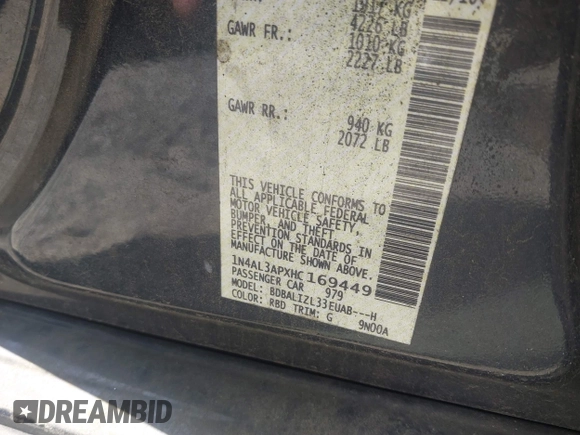 4226 LB
GAWR FR.: 1010 KG
2227 LB
GAWR RR.: 940 KG
2072 LB
THIS VEHICLE CONFORMS TO
ALL APPLICABLE FEDERAL
MOTOR VEHICLE SAFETY,
BUMPER, AND THEFT
PREVENTION STANDARDS IN
EFFECT ON THE DATE OF
MANUFACTURE SHOWN ABOVE.
1N4AL3APXHC169449
PASSENGER CAR 979
MODEL: BDBALIZL33EUAB---H
COLOR: RBD TRIM: G 9N00A
DREAMBID